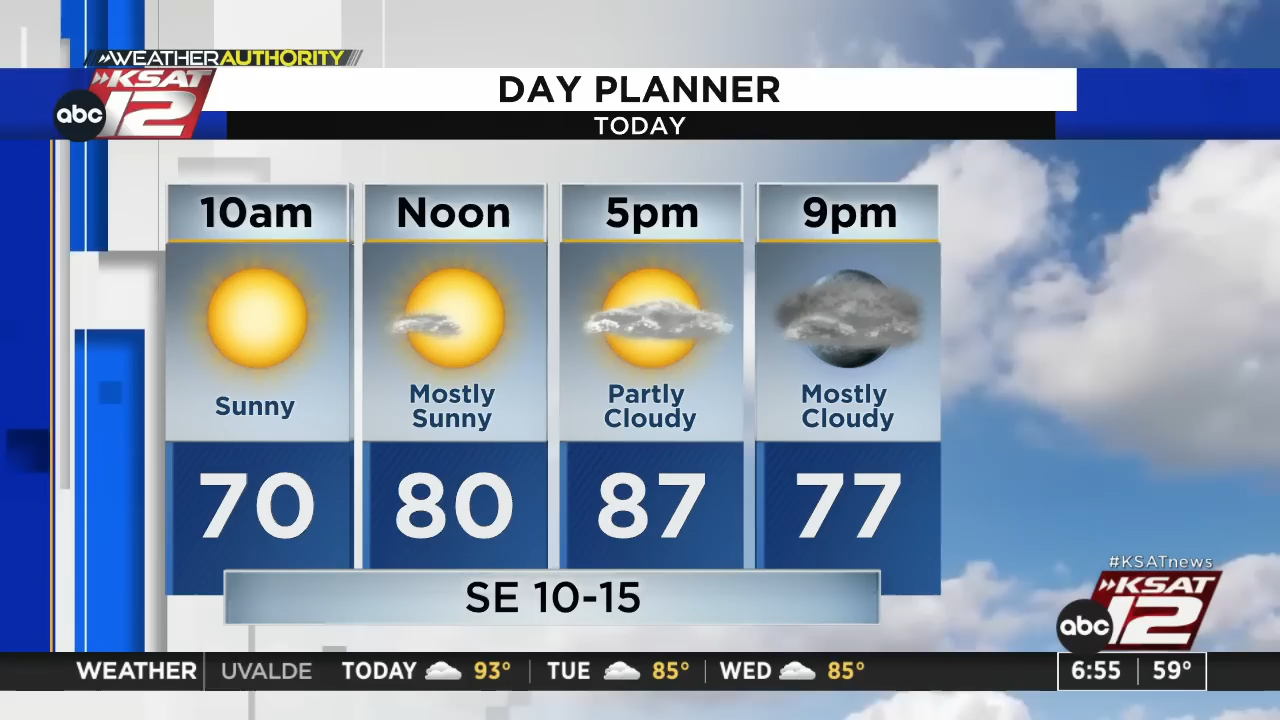 WEATHERAUTHORITY
KSAT
abc 12
DAY PLANNER
TODAY
10am Noon 5pm 9pm
Sunny
Mostly
Sunny
Partly
Cloudy
Mostly
Cloudy
70 80 87 77
SE 10-15
#KSATnews
KSAT
abc 12
WEATHER UVALDE TODAY 93° TUE 85° WED 85° 6:55 59°